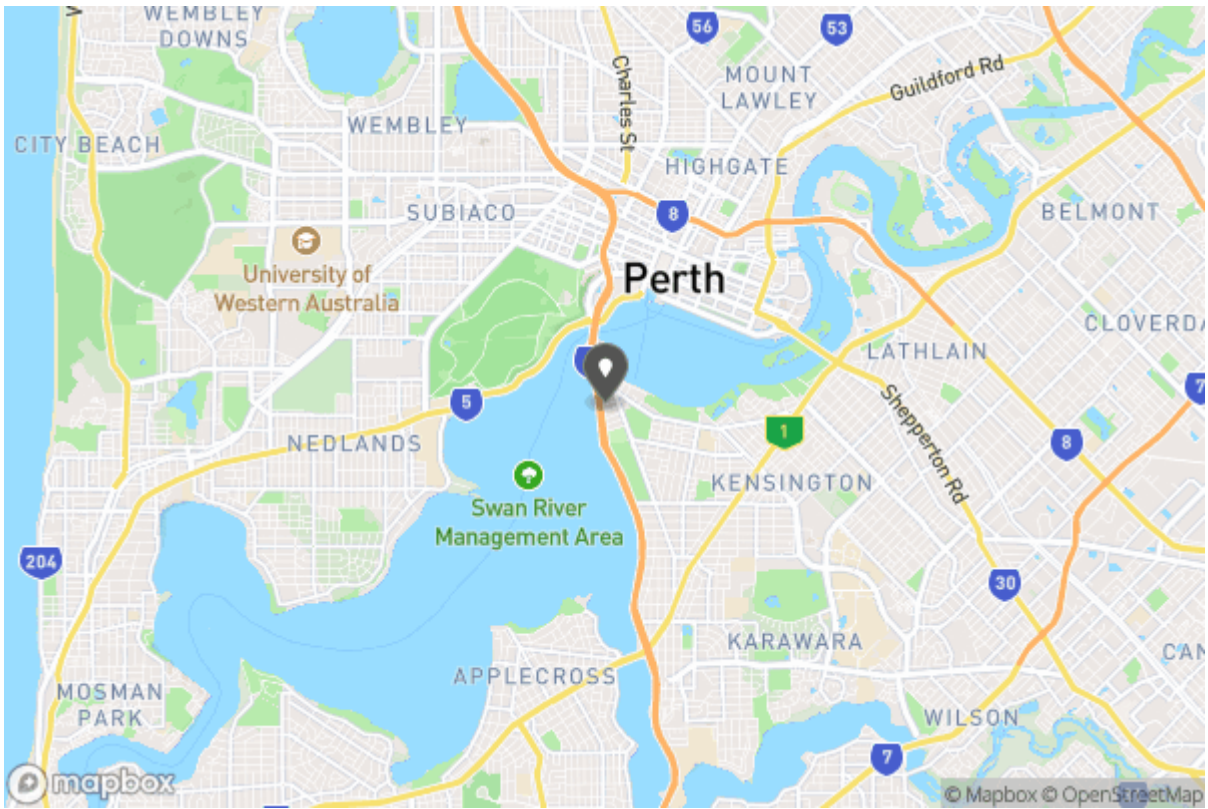 WEMBLEY
DOWNS
56
53
Charles St
MOUNT
LAWLEY
Guildford Rd
CITY BEACH
WEMBLEY
HIGHGATE
SUBIACO
8
BELMONT
University of
Western Australia
Perth
CLOVERDA
LATHLAIN
5
7
Shepperton Rd
NEDLANDS
1
8
KENSINGTON
Swan River
Management Area
204
30
KARAWARA
CAN
APPLECROSS
MOSMAN
PARK
WILSON
7
mapbox
© Mapbox © OpenStreetMap